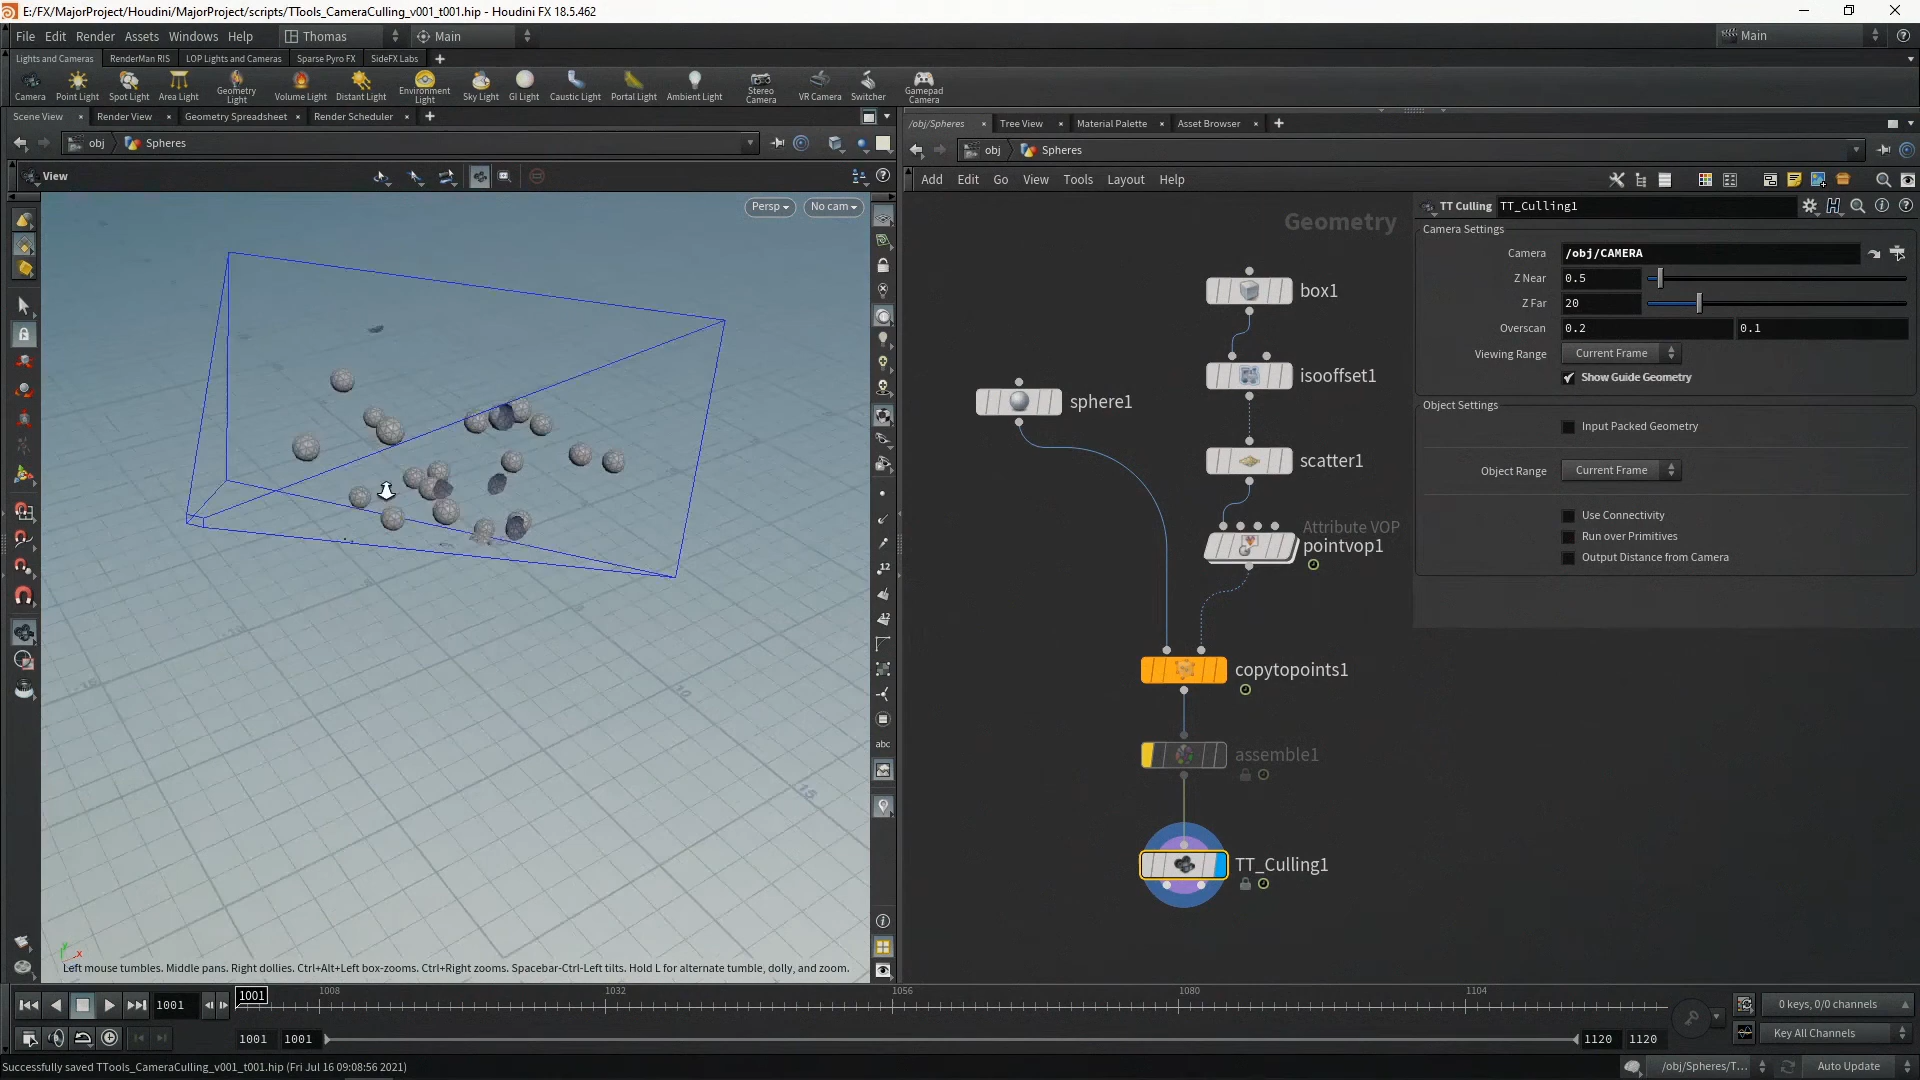 E:/FX/MajorProject/Houdini/MajorProject/scripts/TTools_CameraCulling_v001_t001.hip - Houdini FX 18.5.462
File Edit Render Assets Windows Help Thomas Main Main
Lights and Cameras RenderMan RIS LOP Lights and Cameras Sparse Pyro FX SideFX Labs
Camera Point Light Spot Light Area Light Geometry Light Volume Light Distant Light Environment Light Sky Light GI Light Caustic Light Portal Light Ambient Light Stereo Camera VR Camera Switcher Gamepad Camera
Scene View Render View Geometry Spreadsheet Render Scheduler
obj Spheres
View
Persp No cam
abc
12
12
15
10
15
Left mouse tumbles. Middle pans. Right dollies. Ctrl+Alt+Left box-zooms. Ctrl+Right zooms. Spacebar-Ctrl-Left tilts. Hold L for alternate tumble, dolly, and zoom.
/obj/Spheres Tree View Material Palette Asset Browser
obj Spheres
Add Edit Go View Tools Layout Help
Geometry
box1
isooffset1
sphere1
scatter1
Attribute VOP
pointvop1
copytopoints1
assemble1
TT_Culling1
TT Culling TT_Culling1
Camera Settings
Camera /obj/CAMERA
Z Near 0.5
Z Far 20
Overscan 0.2 0.1
Viewing Range Current Frame
Show Guide Geometry
Object Settings
Input Packed Geometry
Object Range Current Frame
Use Connectivity
Run over Primitives
Output Distance from Camera
1001 1001 1008 1032 1056 1080 1104 0 keys, 0/0 channels
1001 1001 1120 1120 Key All Channels
Successfully saved TTools_CameraCulling_v001_t001.hip (Fri Jul 16 09:08:56 2021) /obj/Spheres/T... Auto Update